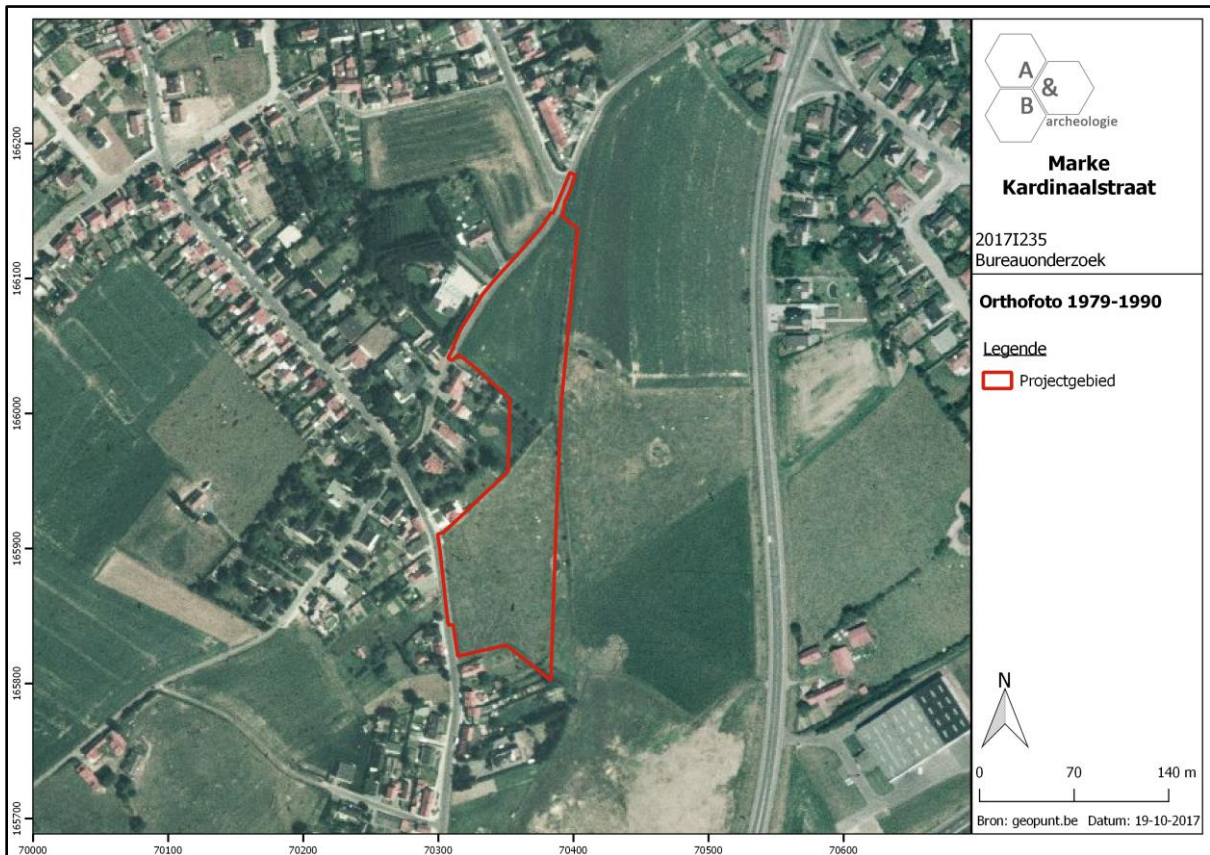 A
&
B
archeologie
Marke
Kardinaalstraat
2017I235
Bureauonderzoek
Orthofoto 1979-1990
Legende
Projectgebied
N
0 70 140 m
Bron: geopunt.be Datum: 19-10-2017
166200
166100
166000
165900
165800
165700
70000 70100 70200 70300 70400 70500 70600